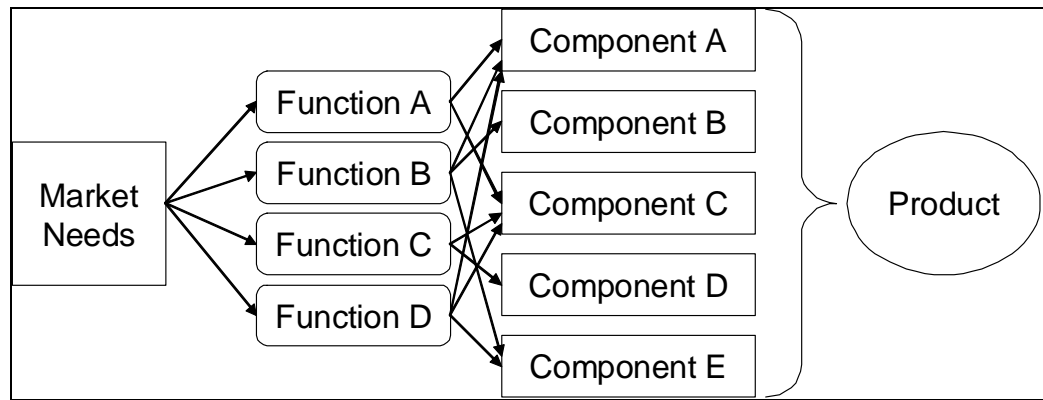 Market
Needs
Function A
Function B
Function C
Function D
Component A
Component B
Component C
Component D
Component E
Product